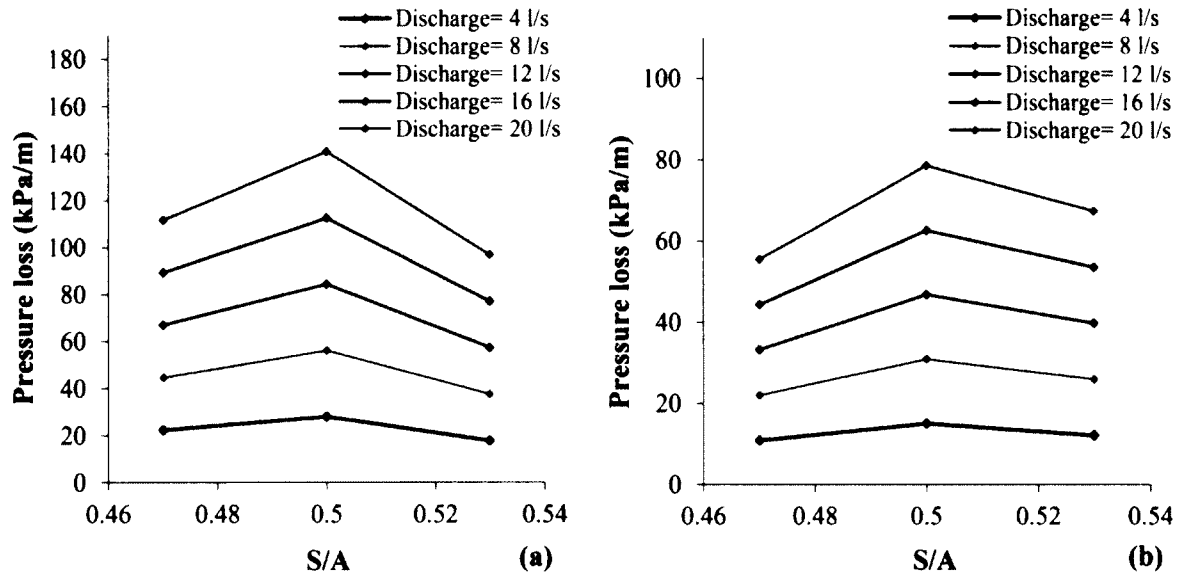 Discharge= 4 l/s
Discharge= 8 l/s
Discharge= 12 l/s
Discharge= 16 l/s
Discharge= 20 l/s
180
160
140
120
100
80
60
40
20
0
Pressure loss (kPa/m)
0.46 0.48 0.5 0.52 0.54
S/A
(a)
Discharge= 4 l/s
Discharge= 8 l/s
Discharge= 12 l/s
Discharge= 16 l/s
Discharge= 20 l/s
100
80
60
40
20
0
Pressure loss (kPa/m)
0.46 0.48 0.5 0.52 0.54
S/A
(b)